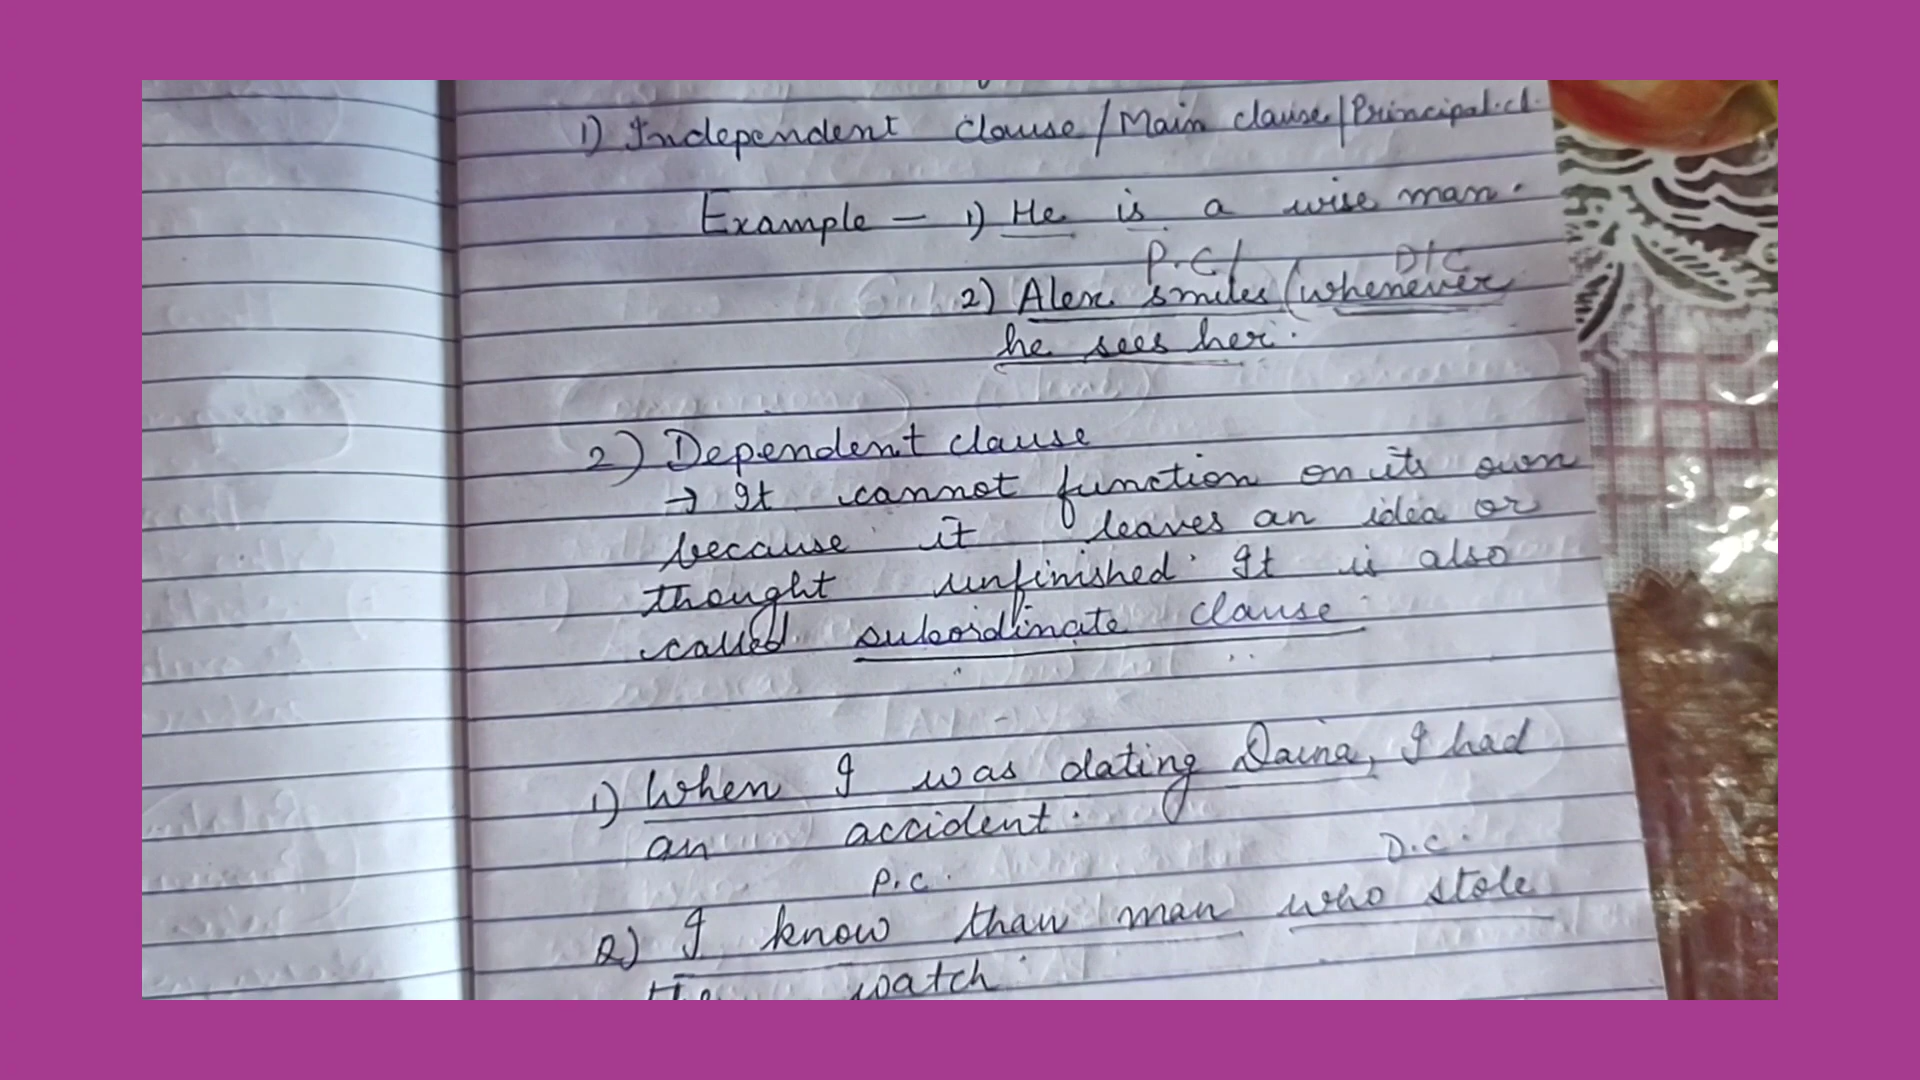 1) Independent clause / Main clause / Principal.cl.
Example – 1) He is a wise man.
P.C/ D/C
2) Alex smiles (whenever
he sees her.
2) Dependent clause
→ It cannot function on its own
because it leaves an idea or
thought unfinished. It is also
called subordinate clause
1) When I was dating Daina, I had
an accident.
P.C. D.C.
2) I know than man who stole
the watch